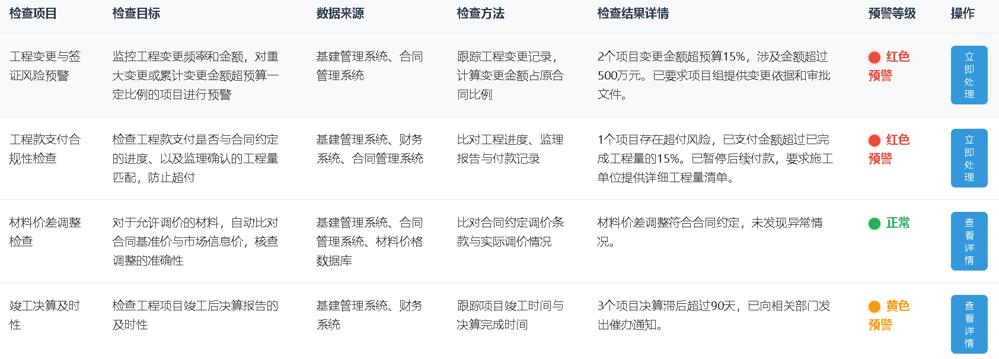 检查项目
检查目标
数据来源
检查方法
检查结果详情
预警等级
操作
工程变更与签
证风险预警
监控工程变更频率和金额，对重
大变更或累计变更金额超预算一
定比例的项目进行预警
基建管理系统、合同
管理系统
跟踪工程变更记录，
计算变更金额占原合
同比例
2个项目变更金额超预算15%，涉及金额超过
500万元。已要求项目组提供变更依据和审批
文件。
红色
预警
立
即
处
理
工程款支付合
规性检查
检查工程款支付是否与合同约定
的进度、以及监理确认的工程量
匹配，防止超付
基建管理系统、财务
系统、合同管理系统
比对工程进度、监理
报告与付款记录
1个项目存在超付风险，已支付金额超过已完
成工程量的15%。已暂停后续付款，要求施工
单位提供详细工程量清单。
红色
预警
立
即
处
理
材料价差调整
检查
对于允许调价的材料，自动比对
合同基准价与市场信息价，核查
调整的准确性
基建管理系统、合同
管理系统、材料价格
数据库
比对合同约定调价条
款与实际调价情况
材料价差调整符合合同约定，未发现异常情
况。
正常
查
看
详
情
竣工决算及时
性
检查工程项目竣工后决算报告的
及时性
基建管理系统、财务
系统
跟踪项目竣工时间与
决算完成时间
3个项目决算滞后超过90天，已向相关部门发
出催办通知。
黄色
预警
查
看
详
情